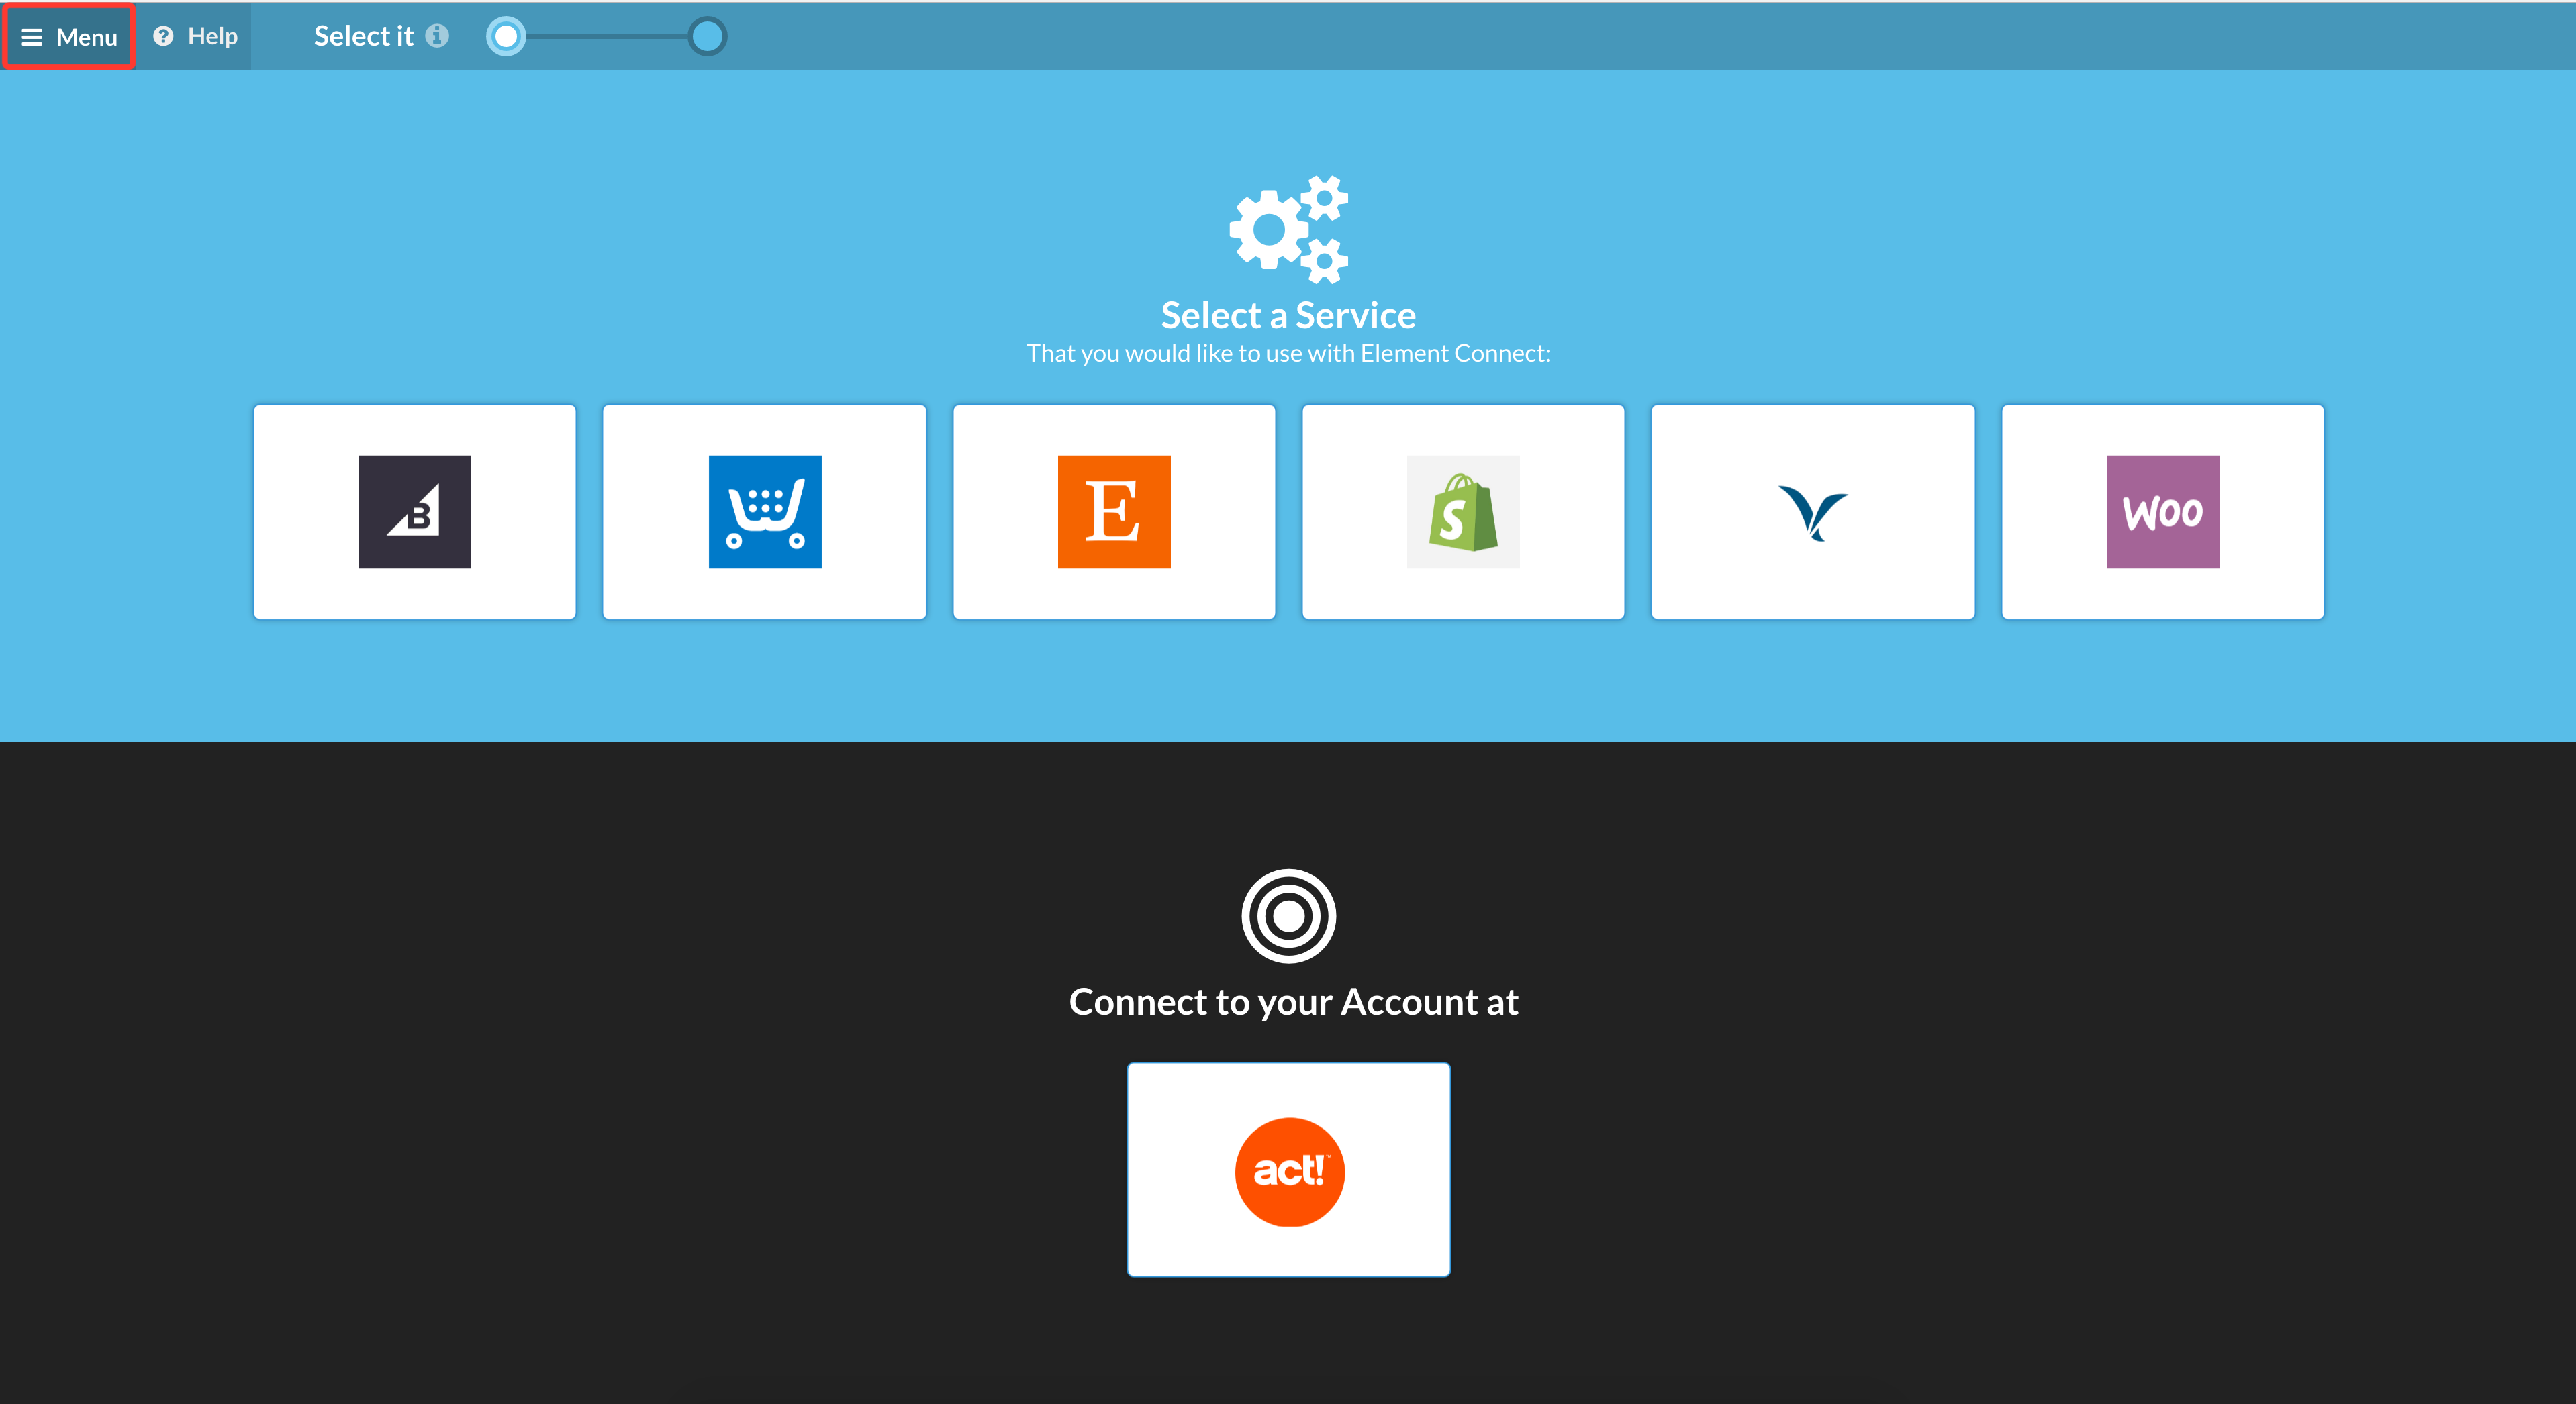 Menu
Help
Select it
Select a Service
That you would like to use with Element Connect:
B
E
S
WOO
Connect to your Account at
act!™